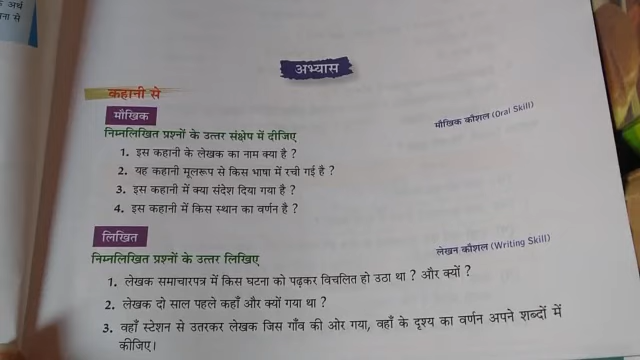 अर्थ
ना से
अभ्यास
कहानी से
मौखिक
मौखिक कौशल (Oral Skill)
निम्नलिखित प्रश्नों के उत्तर संक्षेप में दीजिए
1. इस कहानी के लेखक का नाम क्या है ?
2. यह कहानी मूलरूप से किस भाषा में रची गई है ?
3. इस कहानी में क्या संदेश दिया गया है ?
4. इस कहानी में किस स्थान का वर्णन है ?
लिखित
लेखन कौशल (Writing Skill)
निम्नलिखित प्रश्नों के उत्तर लिखिए
1. लेखक समाचारपत्र में किस घटना को पढ़कर विचलित हो उठा था ? और क्यों ?
2. लेखक दो साल पहले कहाँ और क्यों गया था ?
3. वहाँ स्टेशन से उतरकर लेखक जिस गाँव की ओर गया, वहाँ के दृश्य का वर्णन अपने शब्दों में
कीजिए।